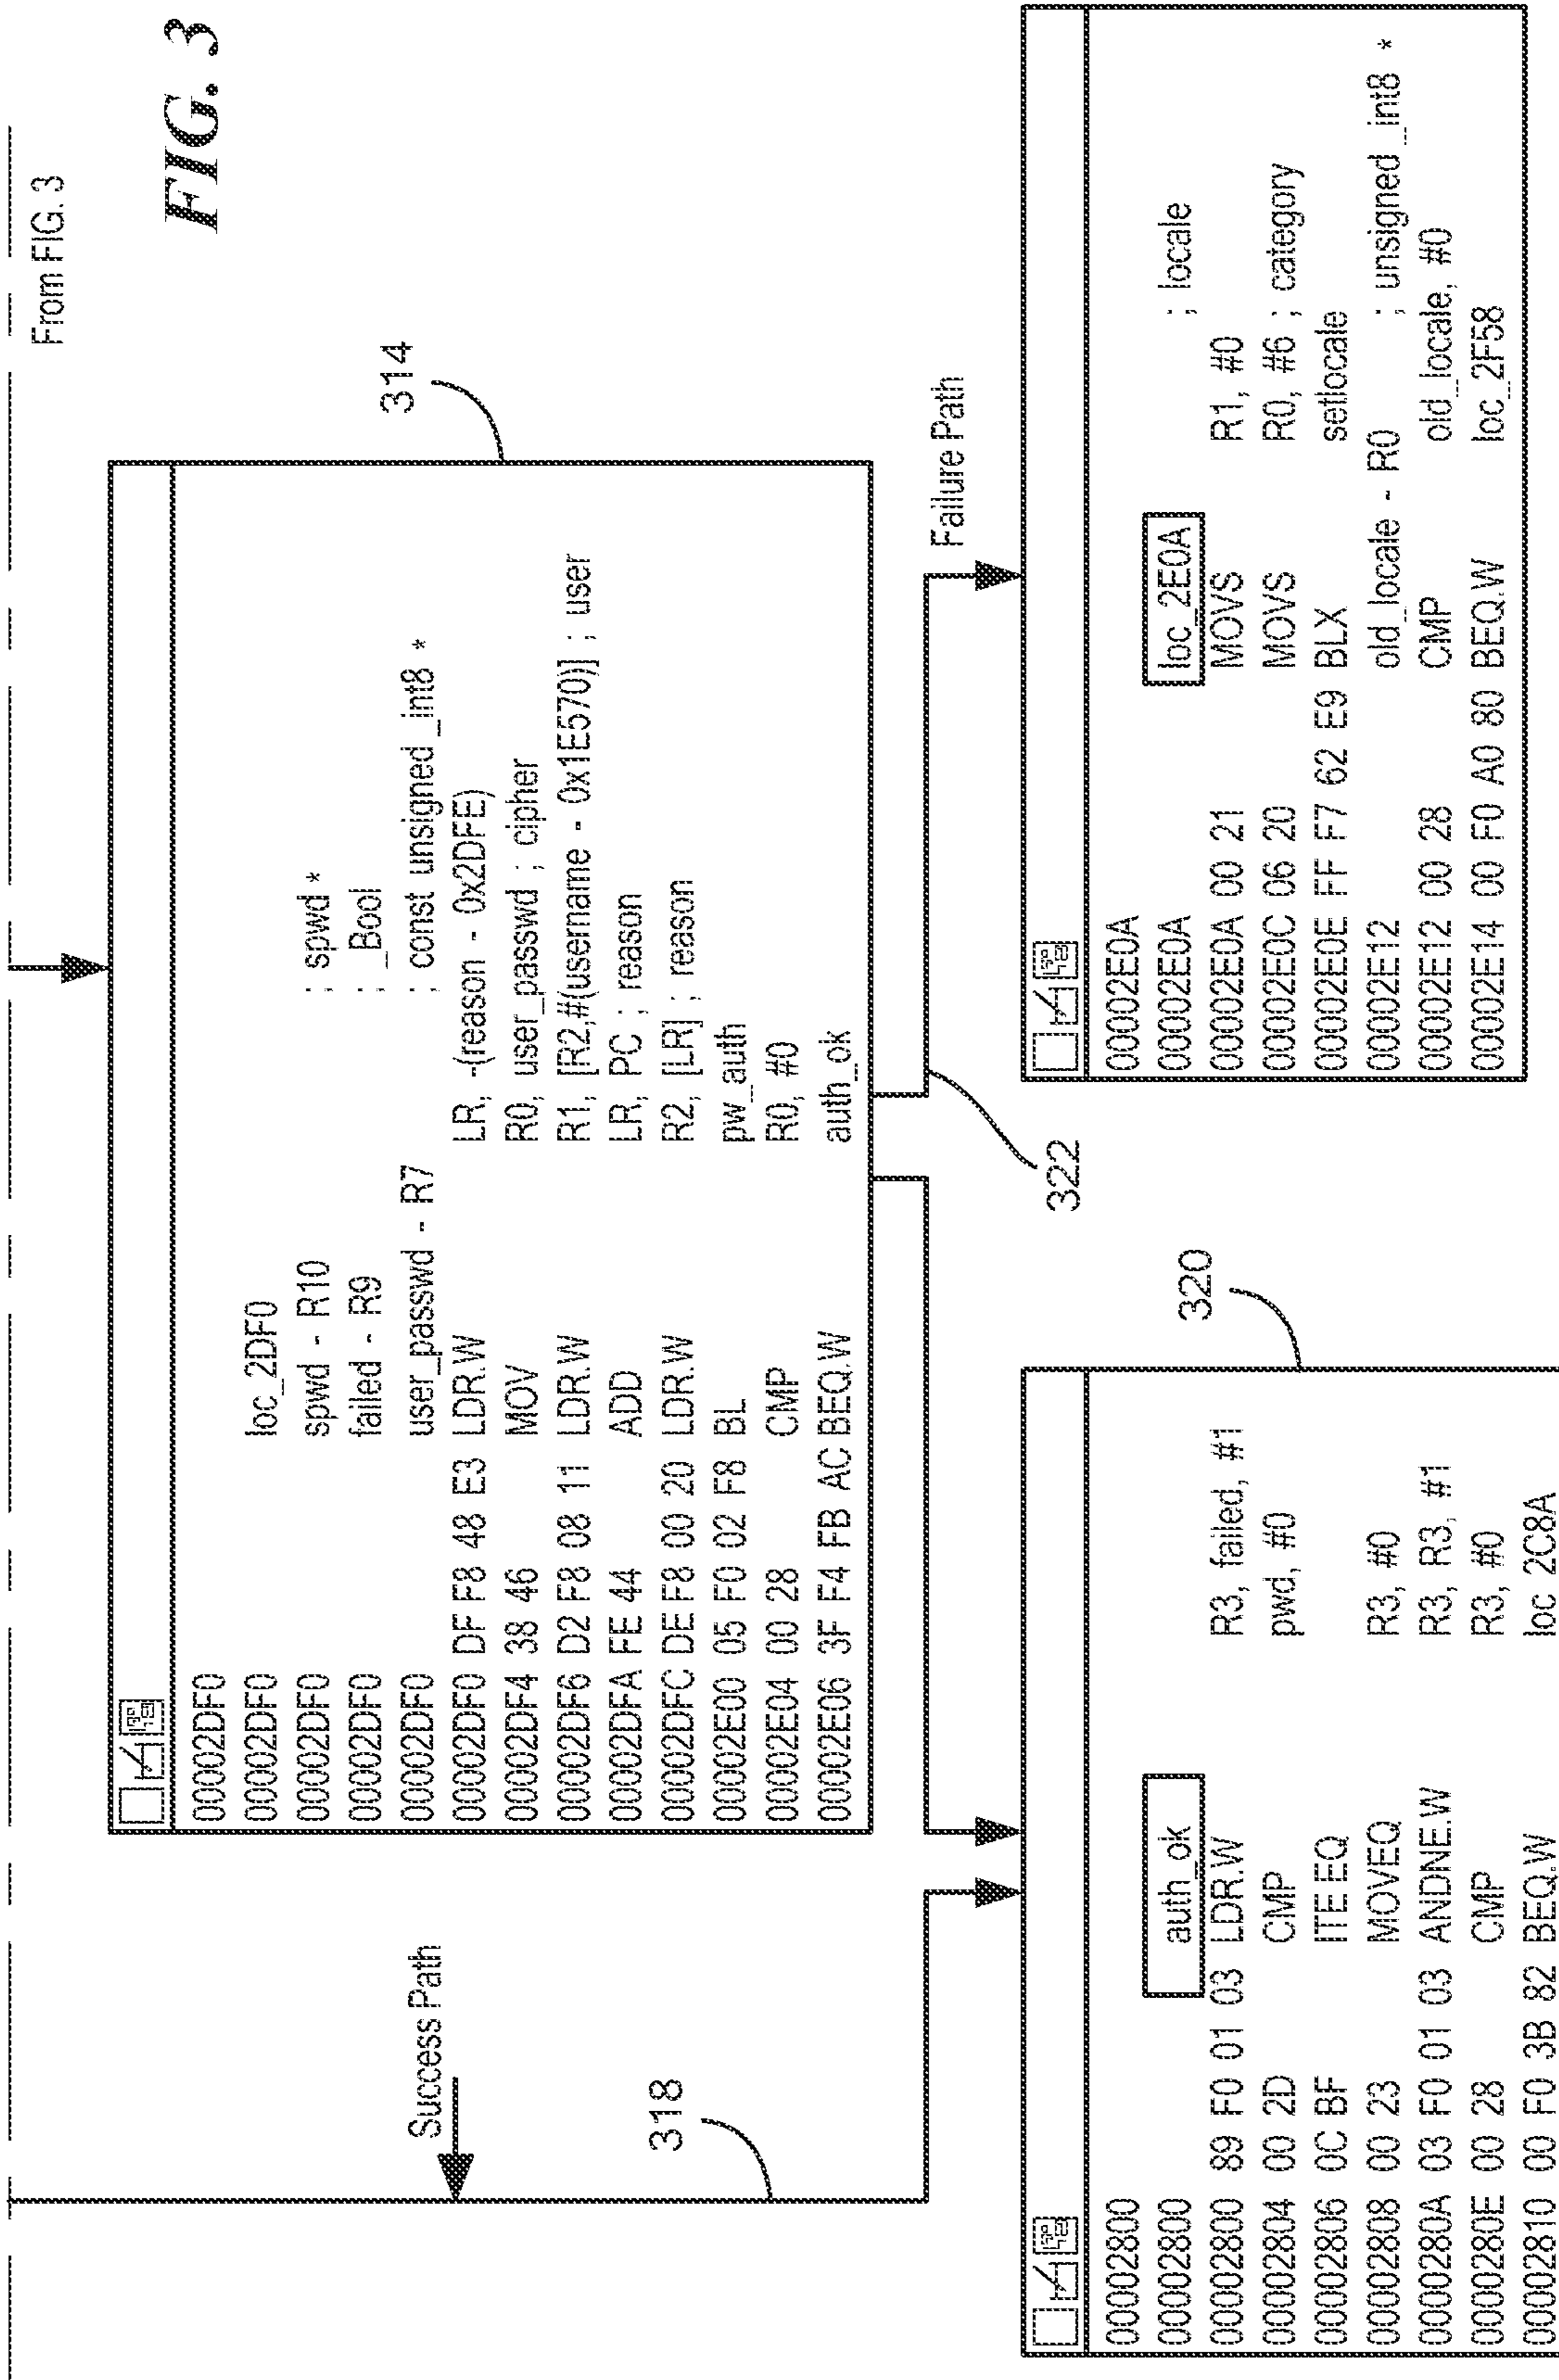 From FIG. 3
FIG. 3
314
00002DF0
00002DF0 loc_2DF0
00002DF0 spwd - R10 ; spwd *
00002DF0 failed - R9 ; _Bool
00002DF0 user_passwd - R7 ; const unsigned _int8 *
00002DF0 DF F8 48 E3 LDR.W LR, -(reason - 0x2DFE)
00002DF4 38 46 MOV R0, user_passwd ; cipher
00002DF6 D2 F8 08 11 LDR.W R1, [R2,#(username - 0x1E570)] ; user
00002DFA FE 44 ADD LR, PC ; reason
00002DFC DE F8 00 20 LDR.W R2, [LR] ; reason
00002E00 05 F0 02 F8 BL pw_auth
00002E04 00 28 CMP R0, #0
00002E06 3F F4 FB AC BEQ.W auth_ok
Success Path
318
322
Failure Path
320
00002800
00002800 auth_ok
00002800 89 F0 01 03 LDR.W R3, failed, #1
00002804 00 2D CMP pwd, #0
00002806 0C BF ITE EQ
00002808 00 23 MOVEQ R3, #0
0000280A 03 F0 01 03 ANDNE.W R3, R3, #1
0000280E 00 28 CMP R3, #0
00002810 00 F0 3B 82 BEQ.W loc_2C8A
00002E0A
00002E0A loc_2E0A ; locale
00002E0A 00 21 MOVS R1, #0
00002E0C 06 20 MOVS R0, #6 ; category
00002E0E FF F7 62 E9 BLX setlocale
00002E12 old_locale - R0 ; unsigned _int8 *
00002E12 00 28 CMP old_locale, #0
00002E14 00 F0 A0 80 BEQ.W loc_2F58